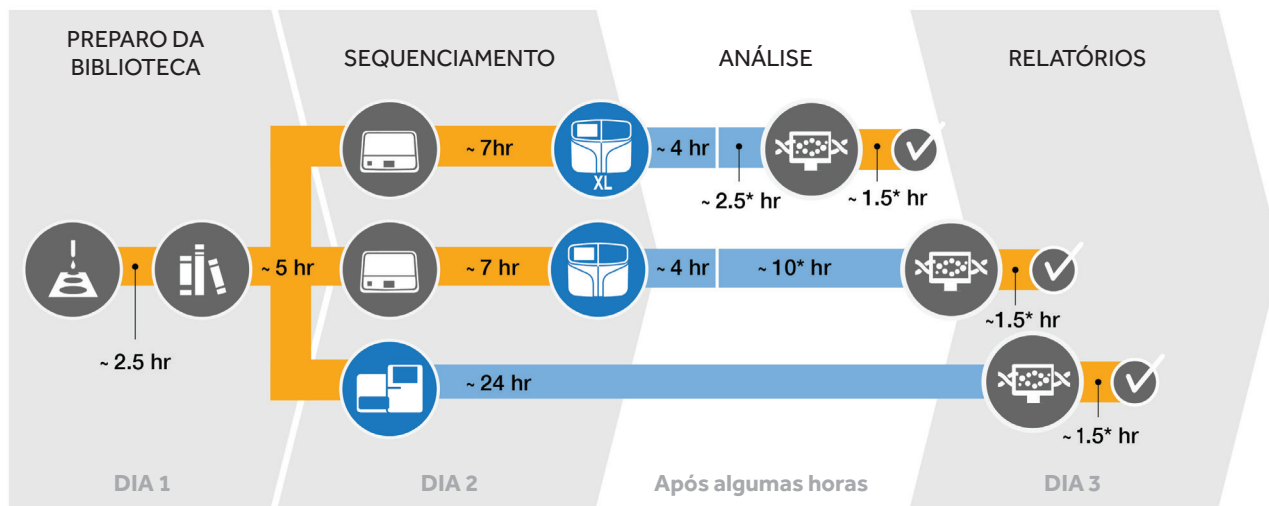 PREPARO DA
BIBLIOTECA
SEQUENCIAMENTO
ANÁLISE
RELATÓRIOS
~ 7hr
XL
~ 4 hr
~ 2.5* hr
~ 1.5* hr
~ 2.5 hr
~ 5 hr
~ 7 hr
~ 4 hr
~ 10* hr
~1.5* hr
~ 24 hr
~ 1.5* hr
DIA 1
DIA 2
Após algumas horas
DIA 3